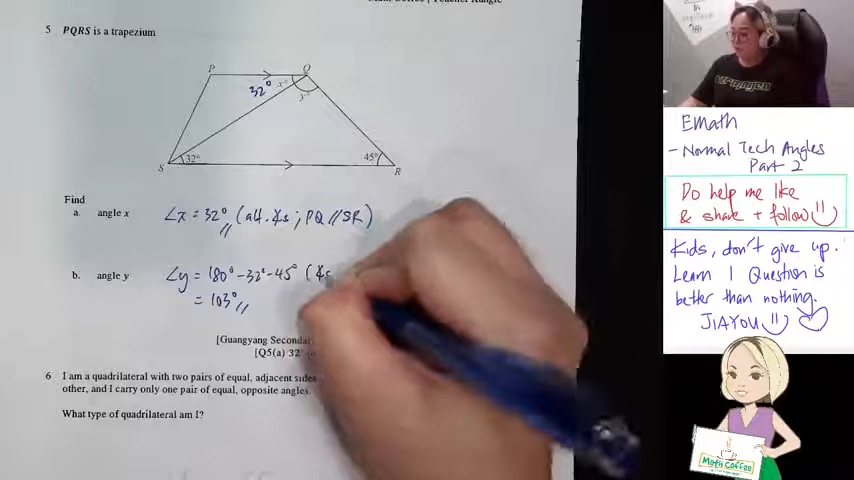 5 PQRS is a trapezium
P
Q
32°
x°
y°
S
32°
45°
R
Find
a. angle x
∠x = 32° (alt. ∠s ; PQ // SR)
b. angle y
∠y = 180° - 32° - 45° (∠s
= 103°
[Guangyang Seconda
[Q5(a) 32
6 I am a quadrilateral with two pairs of equal, adjacent sides
other, and I carry only one pair of equal, opposite angles.
What type of quadrilateral am I?
Emath
- Normal Tech Angles
Part 2
Do help me like
& share + follow
Kids, don't give up.
Learn 1 Question is
better than nothing.
JIAYOU
Math Coffee